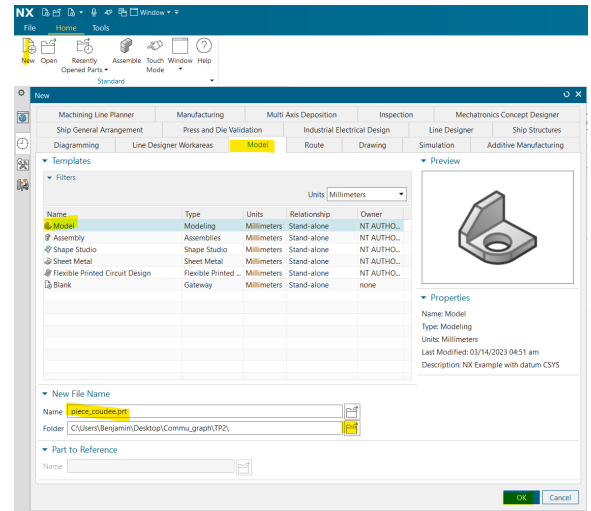 NX Window
File Home Tools
New Open Recently Opened Parts Assemble Touch Mode Window Help
Standard
New
Machining Line Planner Manufacturing Multi Axis Deposition Inspection Mechatronics Concept Designer
Ship General Arrangement Press and Die Validation Industrial Electrical Design Line Designer Ship Structures
Diagramming Line Designer Workareas Model Route Drawing Simulation Additive Manufacturing
Templates
Filters
Units Millimeters
Name Type Units Relationship Owner
Model Modeling Millimeters Stand-alone NT AUTHO...
Assembly Assemblies Millimeters Stand-alone NT AUTHO...
Shape Studio Shape Studio Millimeters Stand-alone NT AUTHO...
Sheet Metal Sheet Metal Millimeters Stand-alone NT AUTHO...
Flexible Printed Circuit Design Flexible Printed ... Millimeters Stand-alone NT AUTHO...
Blank Gateway Millimeters Stand-alone none
Preview
Properties
Name: Model
Type: Modeling
Units: Millimeters
Last Modified: 03/14/2023 04:51 am
Description: NX Example with datum CSYS
New File Name
Name piece_coudee.prt
Folder C:\Users\Benjamin\Desktop\Commu_graph\TP2\
Part to Reference
Name
OK Cancel